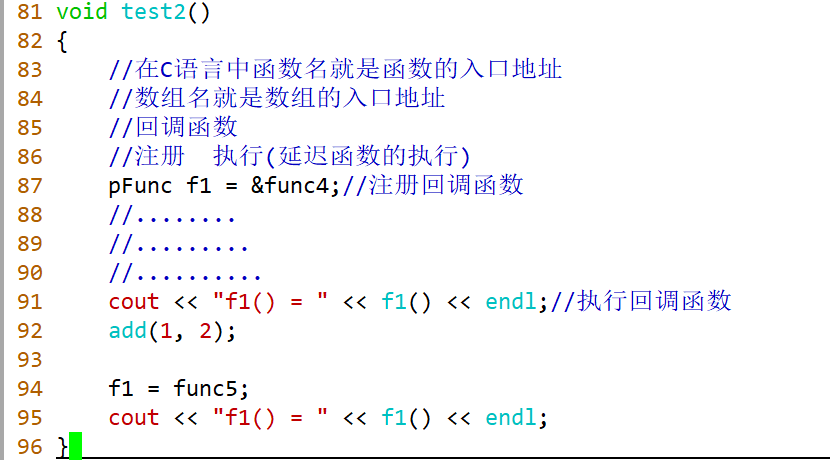 81 void test2()
82 {
83     //在C语言中函数名就是函数的入口地址
84     //数组名就是数组的入口地址
85     //回调函数
86     //注册  执行(延迟函数的执行)
87     pFunc f1 = &func4;//注册回调函数
88     //........
89     //.........
90     //..........
91     cout << "f1() = " << f1() << endl;//执行回调函数
92     add(1, 2);
93
94     f1 = func5;
95     cout << "f1() = " << f1() << endl;
96 }